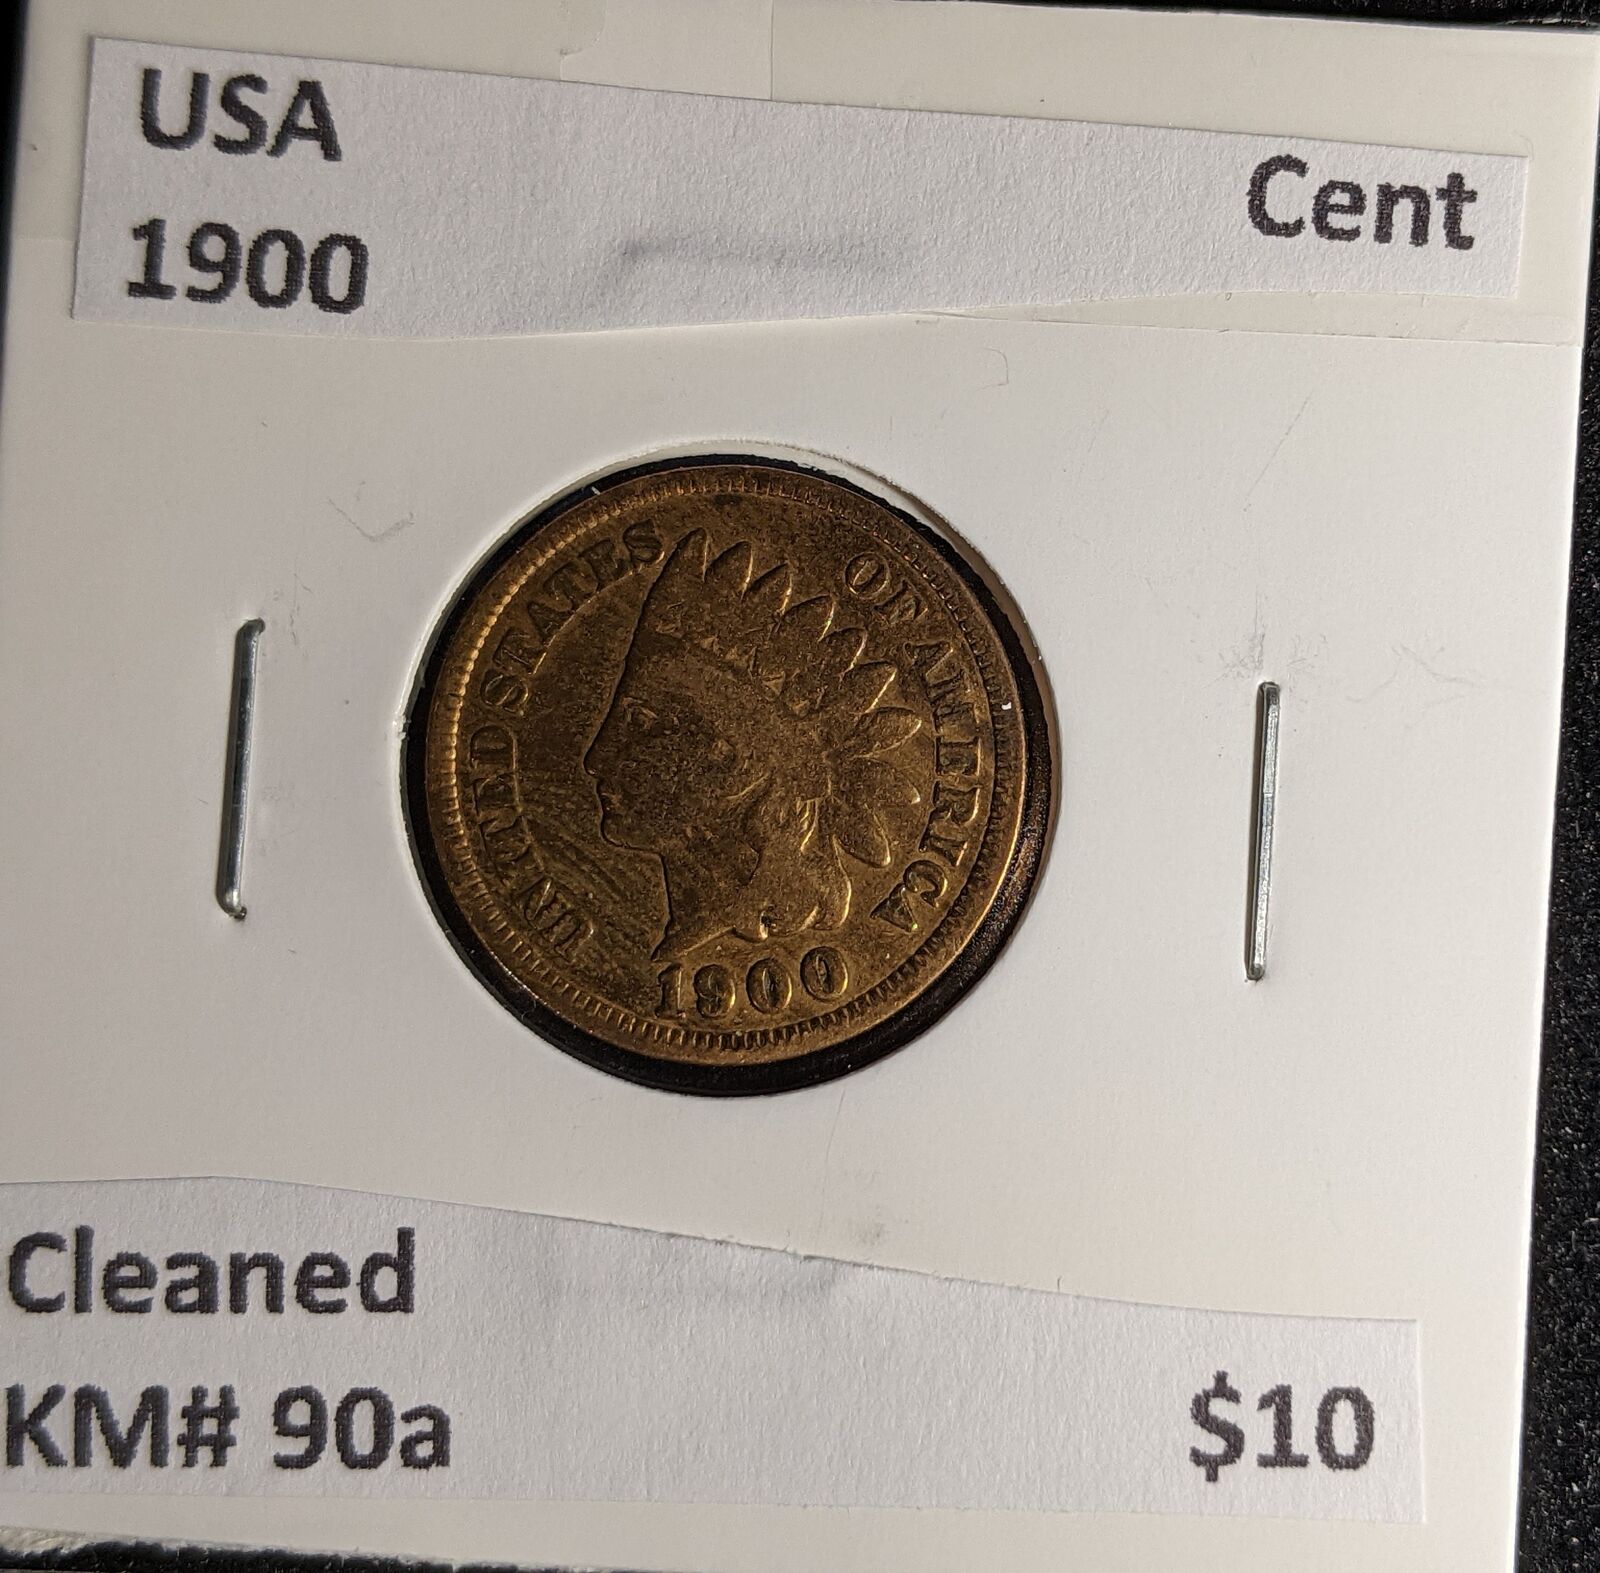 USA
Cent
1900
UNITED STATES OF AMERICA
1900
Cleaned
KM# 90a
$10